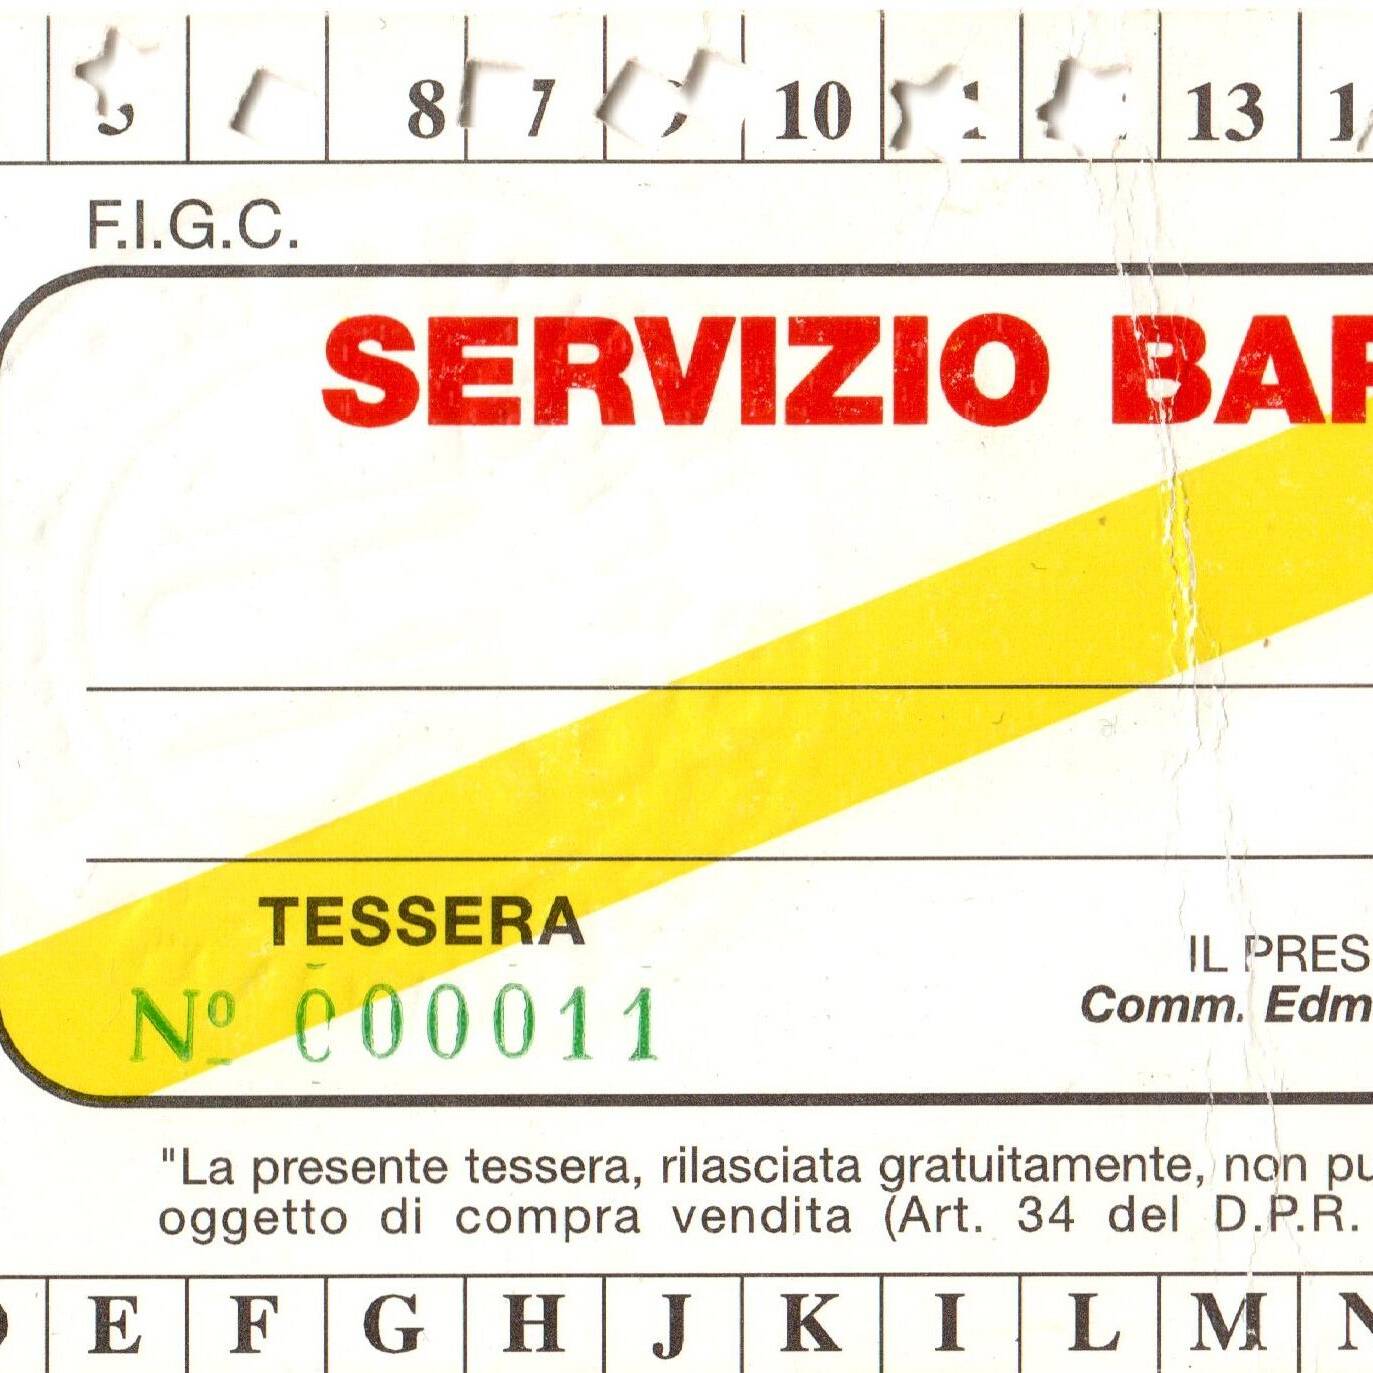 8 7 10 13
F.I.G.C.
SERVIZIO
TESSERA
Nº 000011
IL
Comm.
"La presente tessera, rilasciata gratuitamente, non
oggetto di compra vendita (Art. 34 del D.P.R.
E F G H J K I L M N